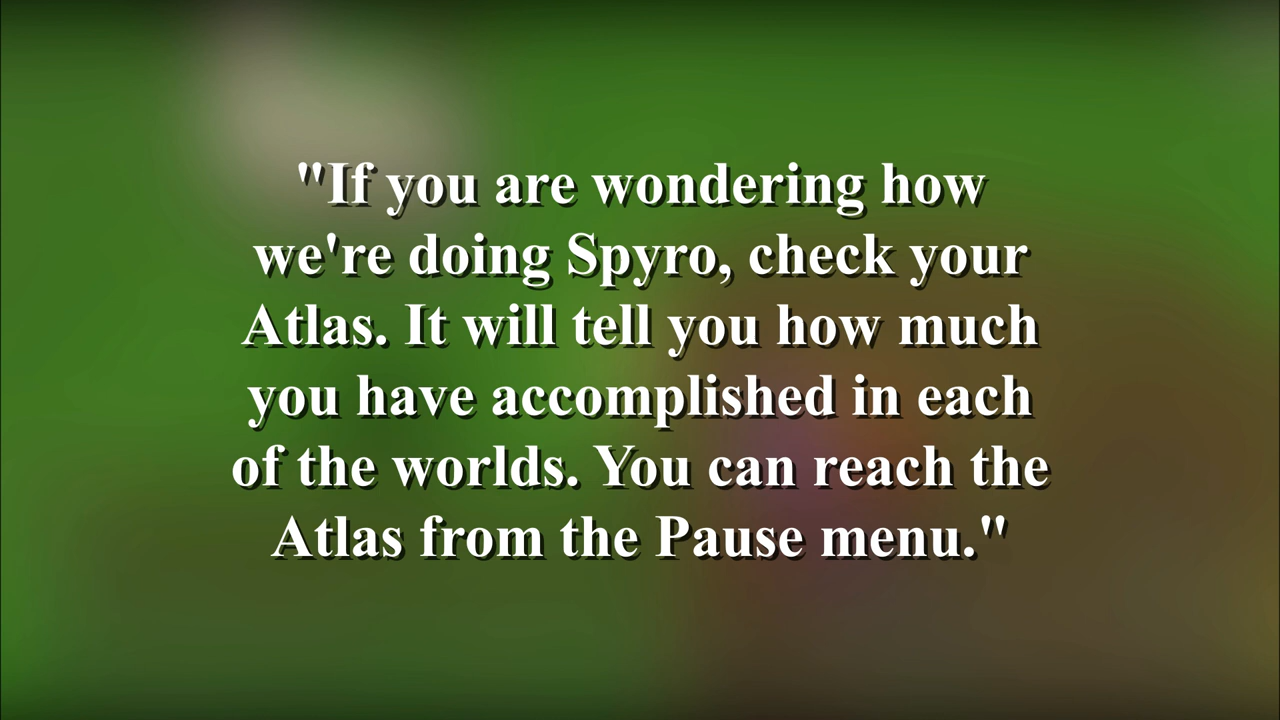 "If you are wondering how
we're doing Spyro, check your
Atlas. It will tell you how much
you have accomplished in each
of the worlds. You can reach the
Atlas from the Pause menu."